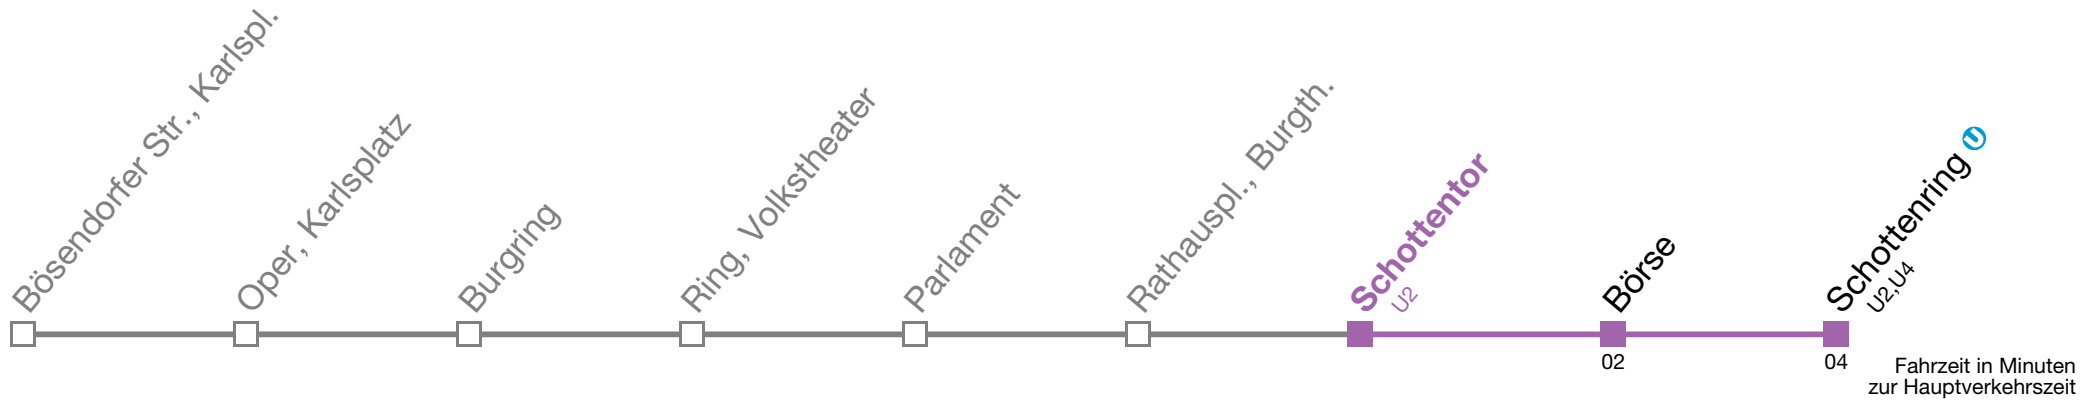 Bösendorfer Str., Karlspl.
Oper, Karlsplatz
Burgring
Ring, Volkstheater
Parlament
Rathauspl., Burgth.
Schottentor
U2
Börse
Schottenring U
U2,U4
02
04
Fahrzeit in Minuten
zur Hauptverkehrszeit